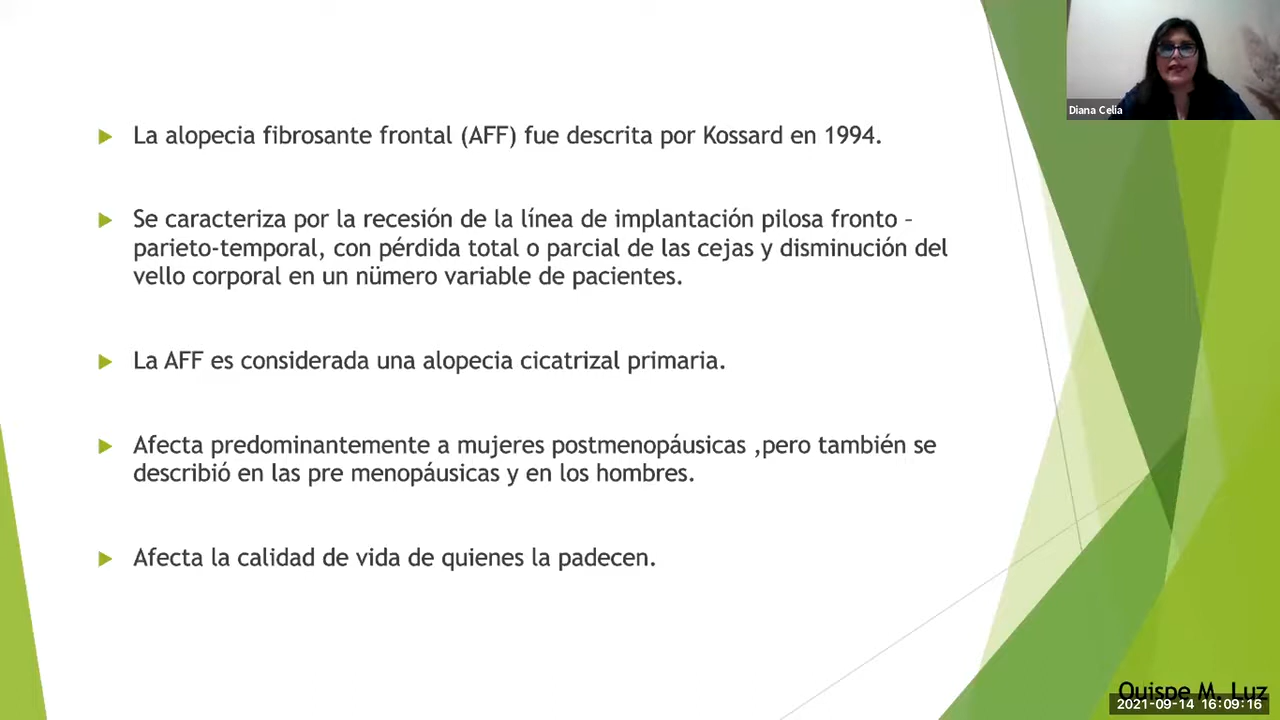 Diana Celia
La alopecia fibrosante frontal (AFF) fue descrita por Kossard en 1994.
Se caracteriza por la recesión de la línea de implantación pilosa fronto –
parieto-temporal, con pérdida total o parcial de las cejas y disminución del
vello corporal en un nümero variable de pacientes.
La AFF es considerada una alopecia cicatrizal primaria.
Afecta predominantemente a mujeres postmenopáusicas ,pero también se
describió en las pre menopáusicas y en los hombres.
Afecta la calidad de vida de quienes la padecen.
Quispe M. Luz
2021-09-14 16:09:16